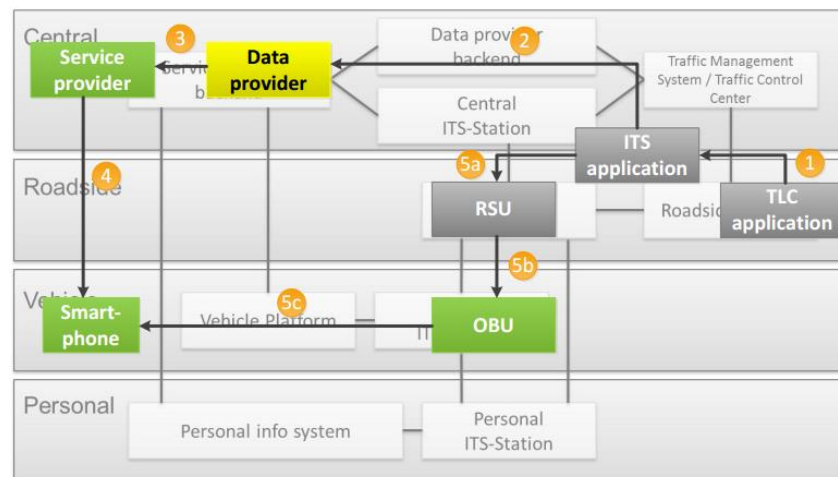 Central
3
2
Service
provider
Data
provider
Data provider
backend
Traffic Management
System / Traffic Control
Center
Central
ITS-Station
ITS
application
1
4
5a
Roadside
RSU
TLC
application
5b
Vehicle Platform
5c
Smart-
phone
OBU
Personal
Personal info system
Personal
ITS-Station